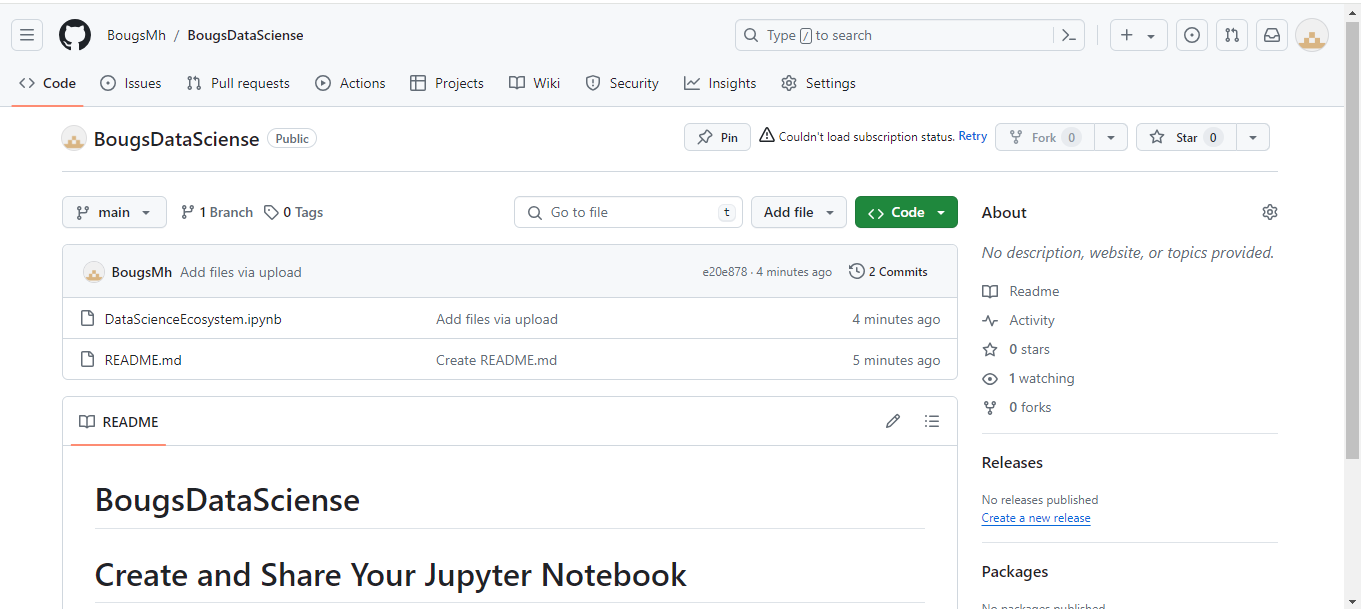 BougsMh / BougsDataSciense
Type / to search
Code Issues Pull requests Actions Projects Wiki Security Insights Settings
BougsDataSciense Public
Pin Couldn't load subscription status. Retry Fork 0 Star 0
main 1 Branch 0 Tags Go to file t Add file Code
BougsMh Add files via upload e20e878 · 4 minutes ago 2 Commits
DataScienceEcosystem.ipynb Add files via upload 4 minutes ago
README.md Create README.md 5 minutes ago
README
BougsDataSciense
Create and Share Your Jupyter Notebook
About
No description, website, or topics provided.
Readme
Activity
0 stars
1 watching
0 forks
Releases
No releases published
Create a new release
Packages
No packages published